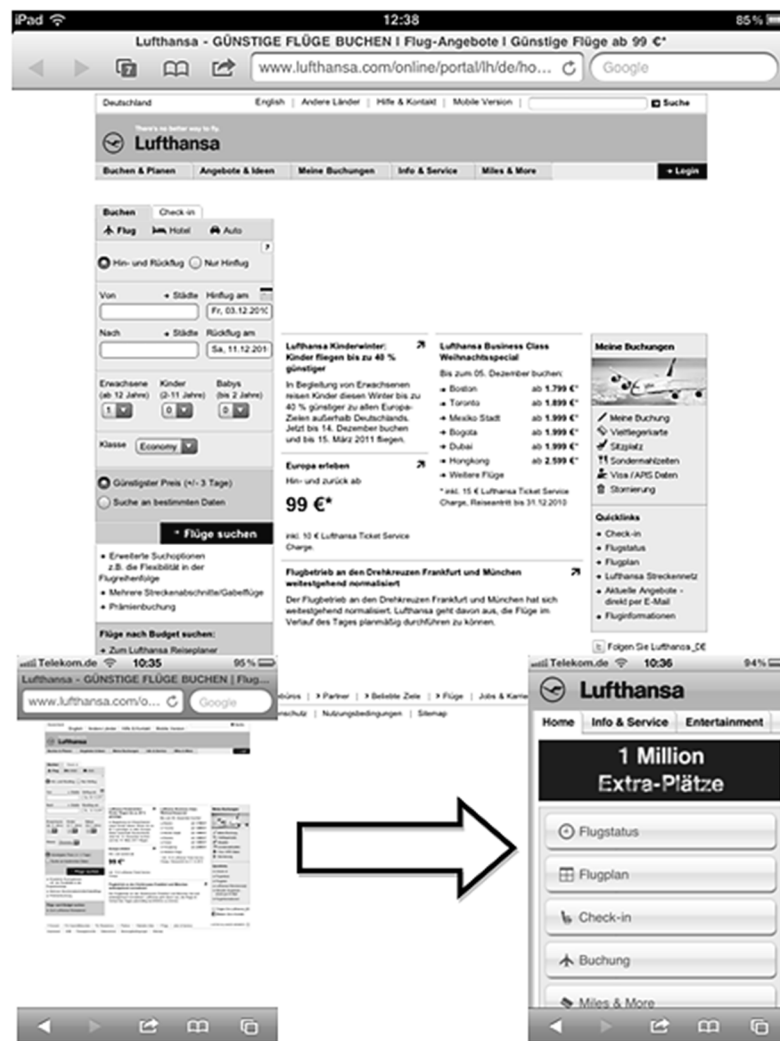 iPad 12:38 85 %
Lufthansa - GÜNSTIGE FLÜGE BUCHEN I Flug-Angebote I Günstige Flüge ab 99 €*
7 www.lufthansa.com/online/portal/lh/de/ho... Google
Deutschland English | Andere Länder | Hilfe & Kontakt | Mobile Version | Suche
There's no better way to fly.
Lufthansa
Buchen & Planen Angebote & Ideen Meine Buchungen Info & Service Miles & More Login
Buchen Check-in
Flug Hotel Auto
?
Hin- und Rückflug Nur Hinflug
Von Städte Hinflug am
Fr, 03.12.2010
Nach Städte Rückflug am
Sa, 11.12.201
Erwachsene Kinder Babys
(ab 12 Jahre) (2-11 Jahre) (bis 2 Jahre)
1 0 0
Klasse Economy
Günstigster Preis (+/- 3 Tage)
Suche an bestimmten Daten
Flüge suchen
Erweiterte Suchoptionen
z.B. die Flexibilität in der
Flugreihenfolge
Mehrere Streckenabschnitte/Gabelflüge
Prämienbuchung
Flüge nach Budget suchen:
Zum Lufthansa Reiseplaner
Lufthansa Kinderwinter:
Kinder fliegen bis zu 40 %
günstiger
In Begleitung von Erwachsenen
reisen Kinder diesen Winter bis zu
40 % günstiger zu allen Europa-
Zielen außerhalb Deutschlands.
Jetzt bis 14. Dezember buchen
und bis 15. März 2011 fliegen.
Europa erleben
Hin- und zurück ab
99 €*
inkl. 10 € Lufthansa Ticket Service
Charge.
Lufthansa Business Class
Weihnachtsspecial
Bis zum 05. Dezember buchen:
Boston ab 1.799 €*
Toronto ab 1.899 €*
Mexiko Stadt ab 1.999 €*
Bogota ab 1.999 €*
Dubai ab 1.999 €*
Hongkong ab 2.599 €*
Weitere Flüge
* inkl. 15 € Lufthansa Ticket Service
Charge, Reiseantritt bis 31.12.2010
Flugbetrieb an den Drehkreuzen Frankfurt und München
weitestgehend normalisiert
Der Flugbetrieb an den Drehkreuzen Frankfurt und München hat sich
weitestgehend normalisiert. Lufthansa geht davon aus, die Flüge im
Verlauf des Tages planmäßig durchführen zu können.
Meine Buchungen
Meine Buchung
Vielfliegerkarte
Sitzplatz
Sondermahlzeiten
Visa / APIS Daten
Stornierung
Quicklinks
Check-in
Flugstatus
Flugplan
Lufthansa Streckennetz
Aktuelle Angebote -
direkt per E-Mail
Fluginformationen
Folgen Sie Lufthansa_DE
büros | Partner | Beliebte Ziele | Flüge | Jobs & Karrie
nschutz | Nutzungsbedingungen | Sitemap
Telekom.de 10:35 95 %
Lufthansa - GÜNSTIGE FLÜGE BUCHEN | Flug...
www.lufthansa.com/o... Google
Lufthansa
99 €*
Telekom.de 10:36 94%
Lufthansa
Home Info & Service Entertainment
1 Million
Extra-Plätze
Flugstatus
Flugplan
Check-in
Buchung
Miles & More